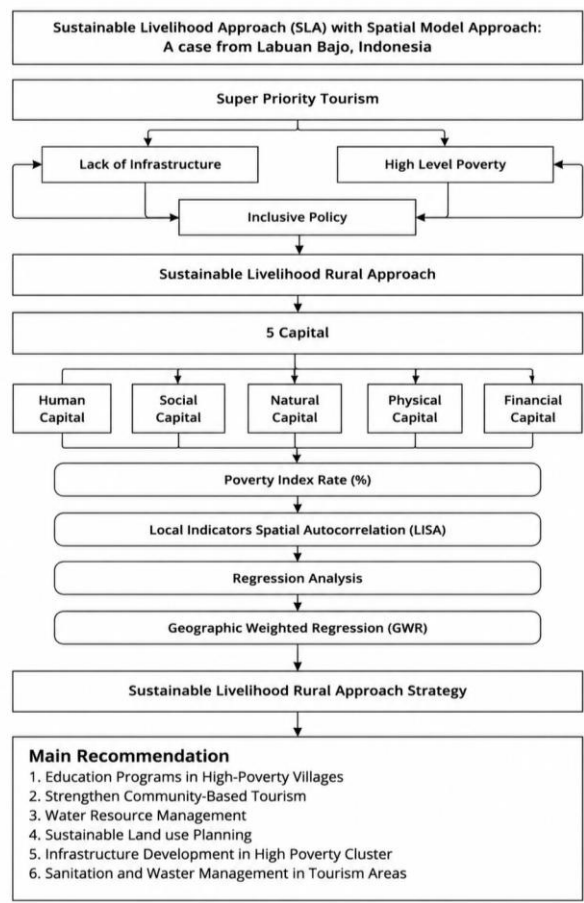 Sustainable Livelihood Approach (SLA) with Spatial Model Approach:
A case from Labuan Bajo, Indonesia
Super Priority Tourism
Lack of Infrastructure
High Level Poverty
Inclusive Policy
Sustainable Livelihood Rural Approach
5 Capital
Human
Capital
Social
Capital
Natural
Capital
Physical
Capital
Financial
Capital
Poverty Index Rate (%)
Local Indicators Spatial Autocorrelation (LISA)
Regression Analysis
Geographic Weighted Regression (GWR)
Sustainable Livelihood Rural Approach Strategy
Main Recommendation
1. Education Programs in High-Poverty Villages
2. Strengthen Community-Based Tourism
3. Water Resource Management
4. Sustainable Land use Planning
5. Infrastructure Development in High Poverty Cluster
6. Sanitation and Waster Management in Tourism Areas